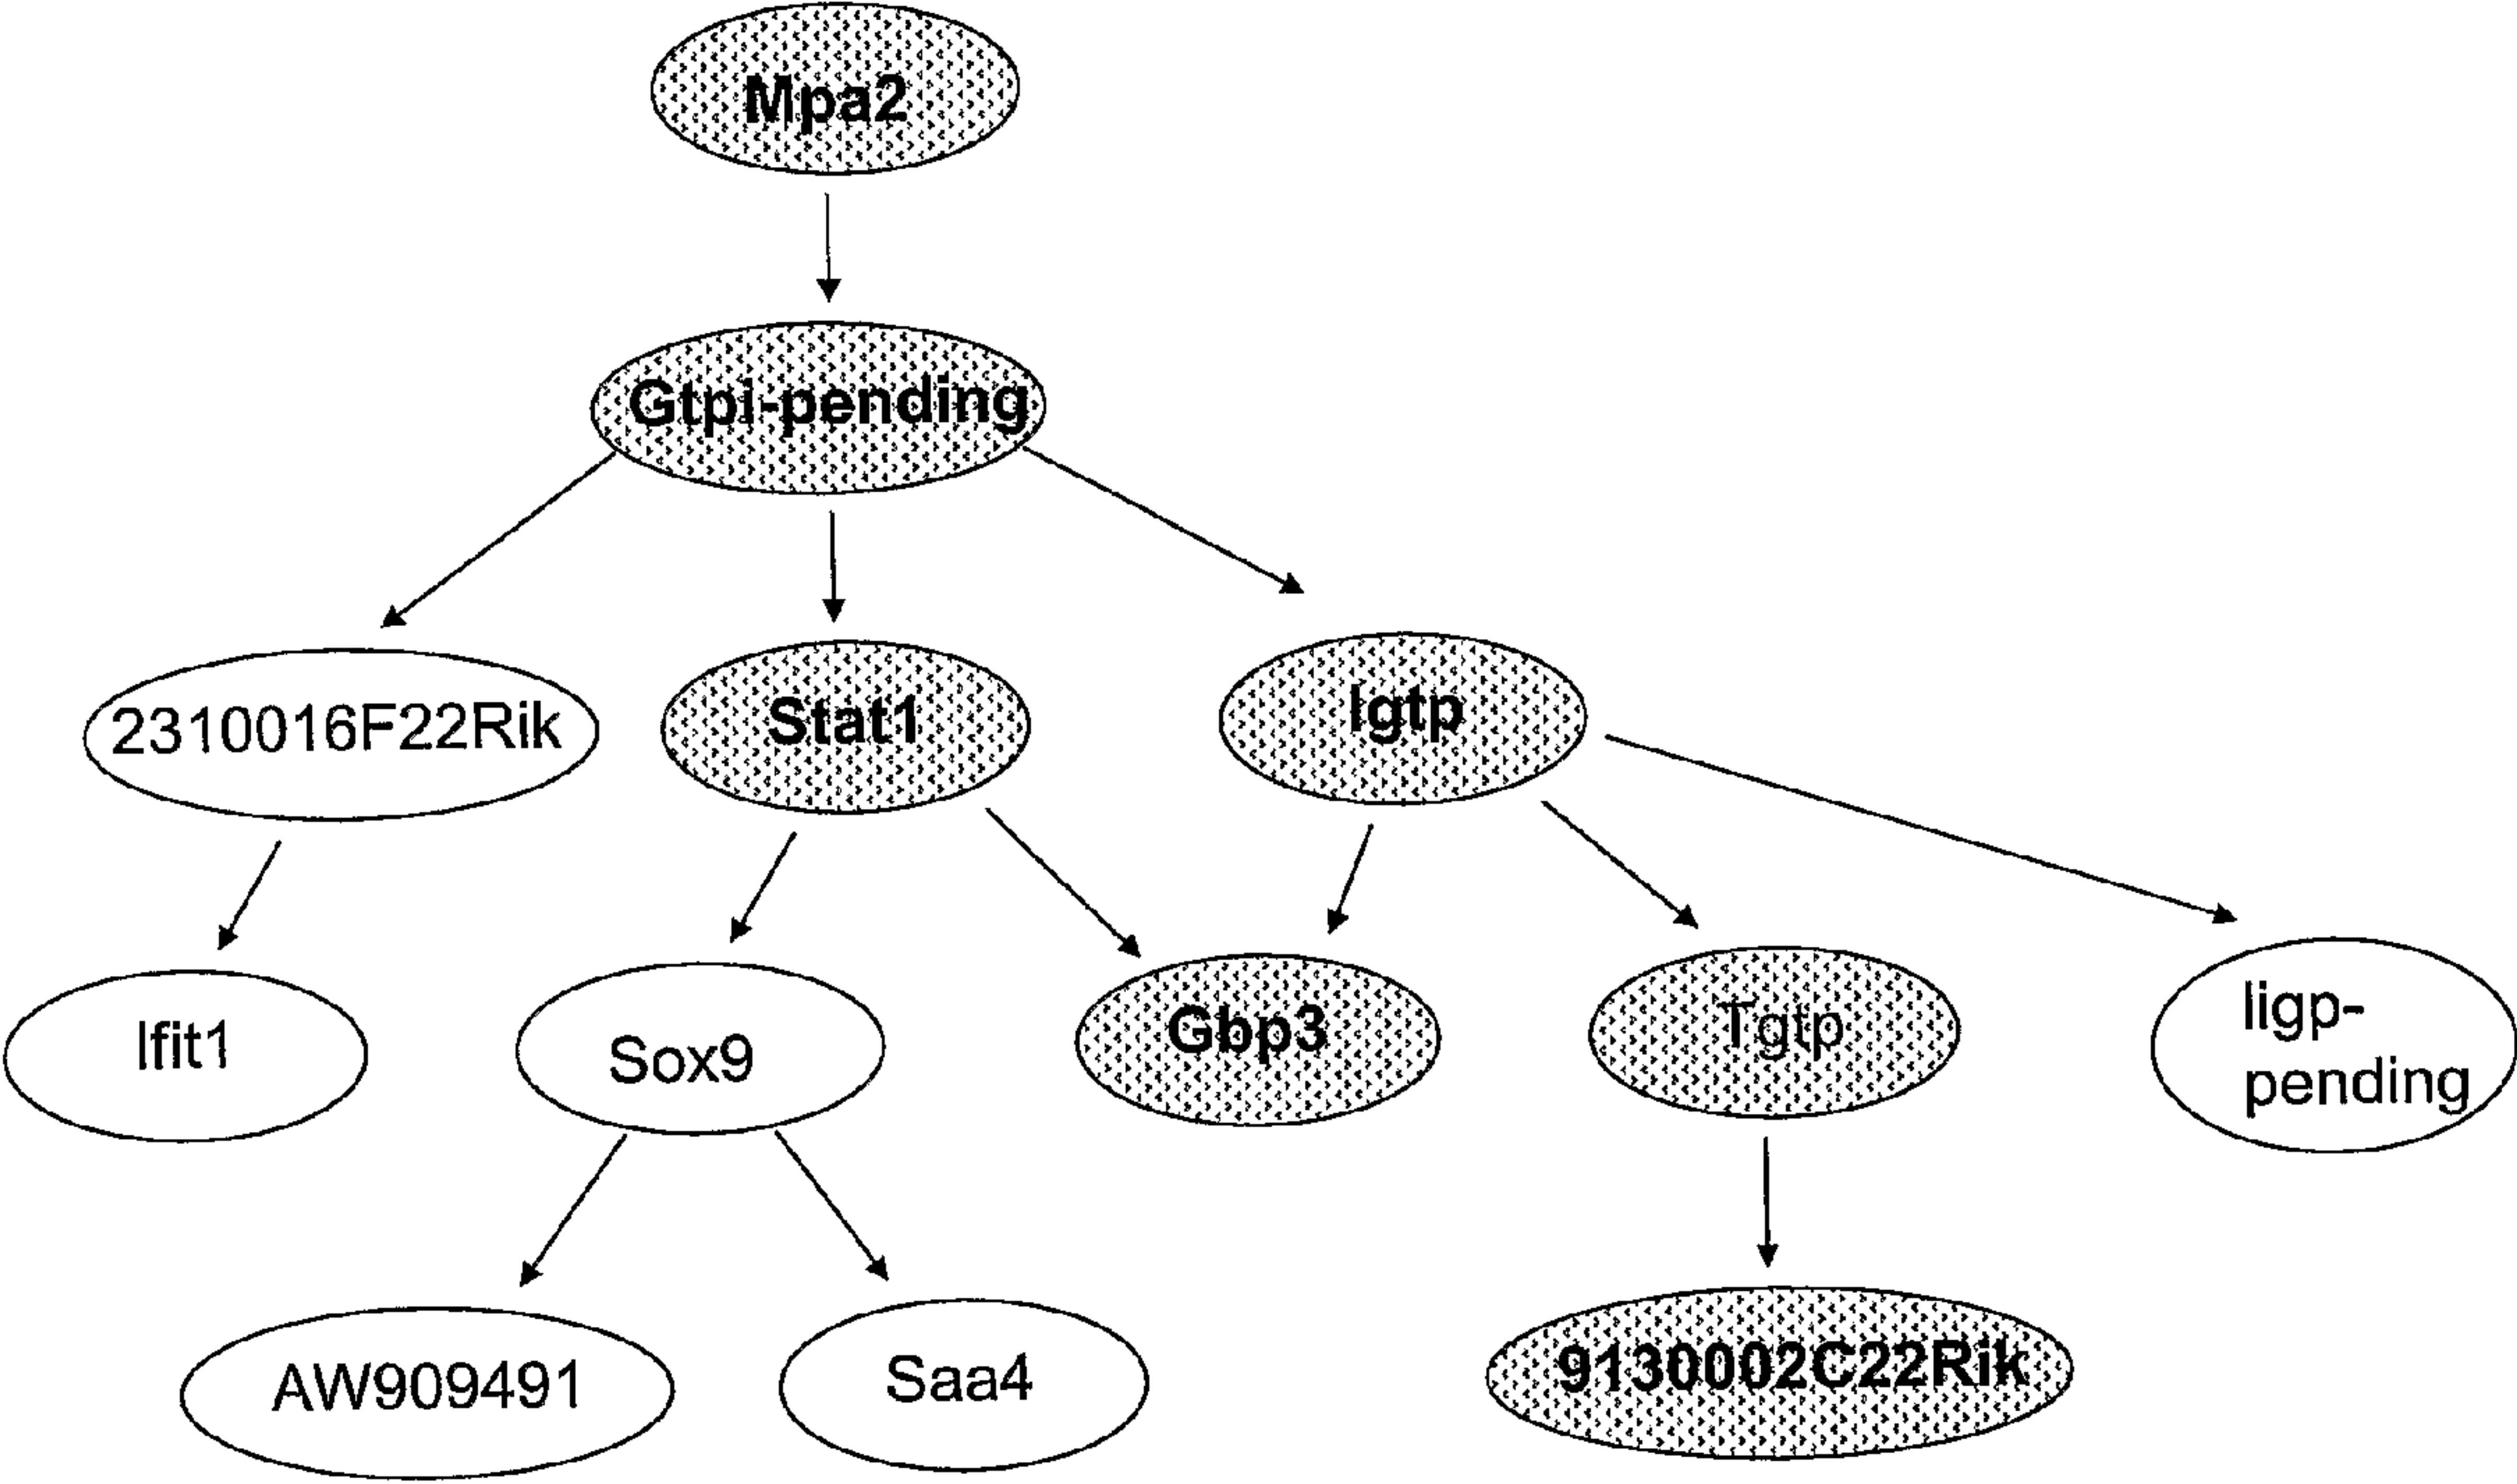 Mpa2
Gtpi-pending
2310016F22Rik
Stat1
Igtp
Ifit1
Sox9
Gbp3
Tgtp
Iigp-
pending
AW909491
Saa4
9130002C22Rik